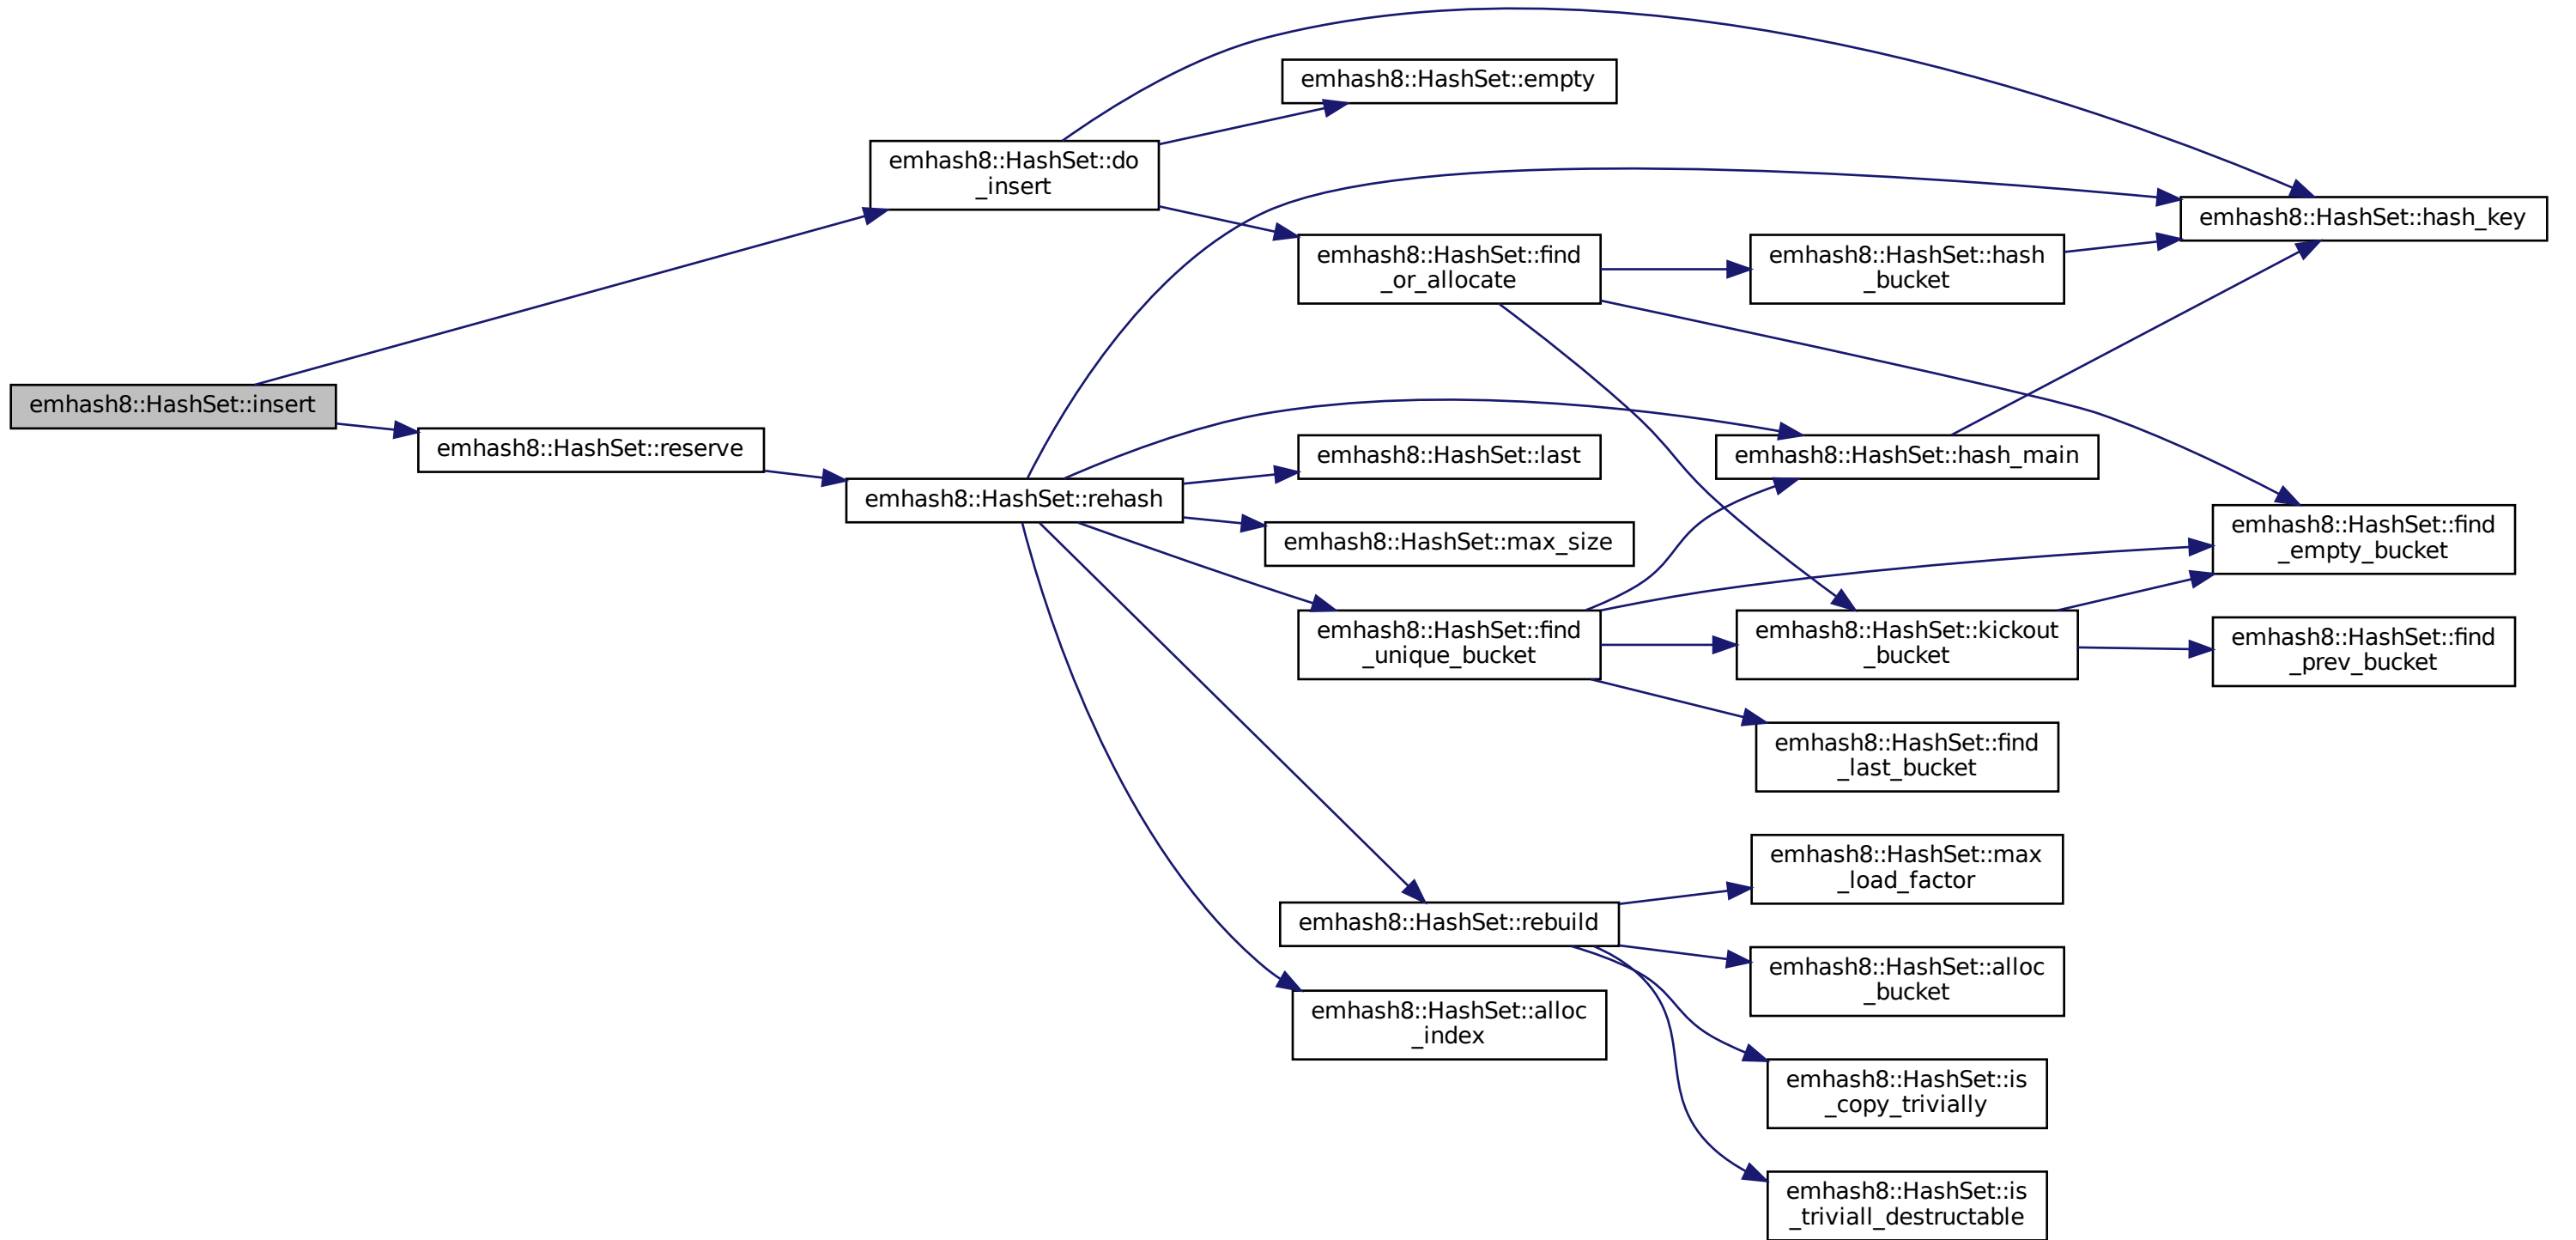 emhash8::HashSet::insert
emhash8::HashSet::do
_insert
emhash8::HashSet::reserve
emhash8::HashSet::rehash
emhash8::HashSet::empty
emhash8::HashSet::find
_or_allocate
emhash8::HashSet::last
emhash8::HashSet::max_size
emhash8::HashSet::find
_unique_bucket
emhash8::HashSet::rebuild
emhash8::HashSet::alloc
_index
emhash8::HashSet::hash
_bucket
emhash8::HashSet::hash_main
emhash8::HashSet::kickout
_bucket
emhash8::HashSet::find
_last_bucket
emhash8::HashSet::max
_load_factor
emhash8::HashSet::alloc
_bucket
emhash8::HashSet::is
_copy_trivially
emhash8::HashSet::is
_triviall_destructable
emhash8::HashSet::hash_key
emhash8::HashSet::find
_empty_bucket
emhash8::HashSet::find
_prev_bucket